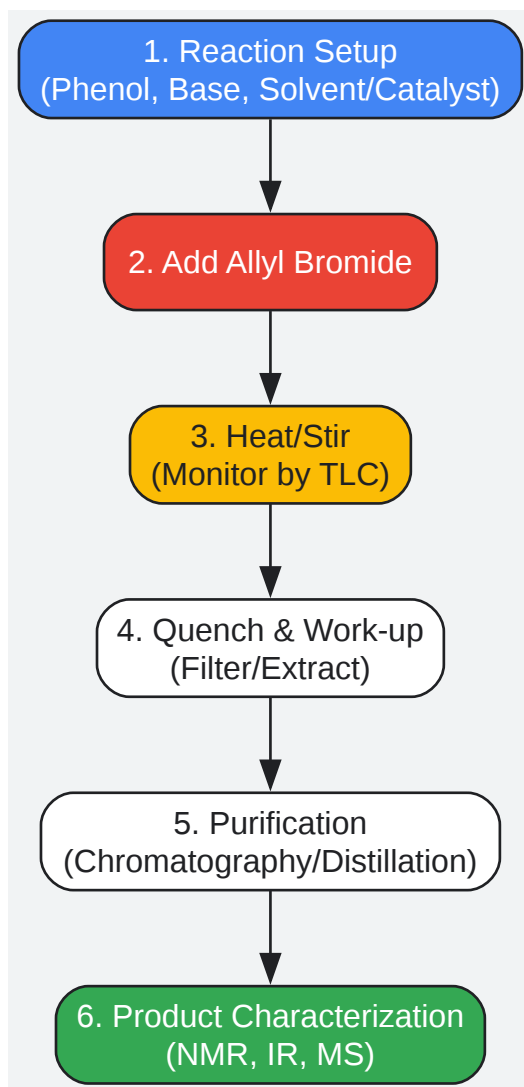 1. Reaction Setup
(Phenol, Base, Solvent/Catalyst)
2. Add Allyl Bromide
3. Heat/Stir
(Monitor by TLC)
4. Quench & Work-up
(Filter/Extract)
5. Purification
(Chromatography/Distillation)
6. Product Characterization
(NMR, IR, MS)